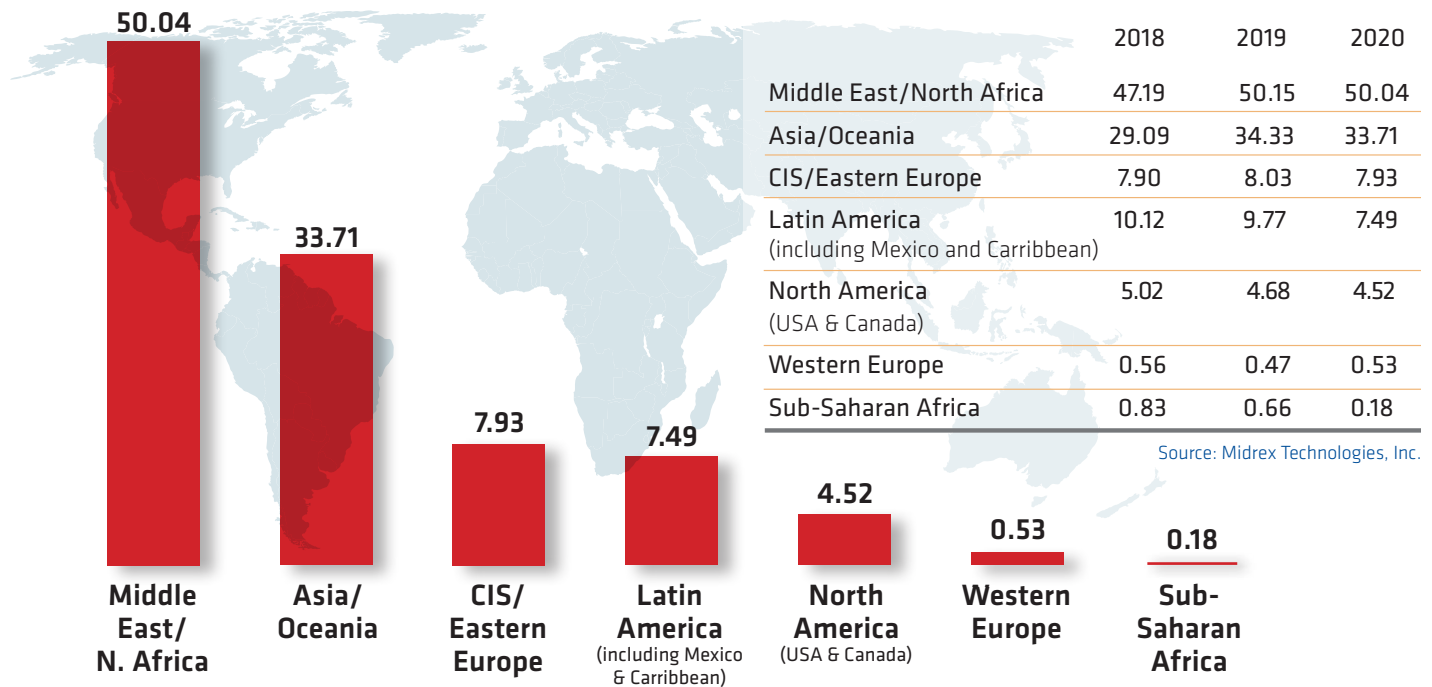 50.04
33.71
7.93
7.49
4.52
0.53
0.18
Middle
East/
N. Africa
Asia/
Oceania
CIS/
Eastern
Europe
Latin
America
(including Mexico
& Carribbean)
North
America
(USA & Canada)
Western
Europe
Sub-
Saharan
Africa
2018 2019 2020
Middle East/North Africa 47.19 50.15 50.04
Asia/Oceania 29.09 34.33 33.71
CIS/Eastern Europe 7.90 8.03 7.93
Latin America 10.12 9.77 7.49
(including Mexico and Carribbean)
North America 5.02 4.68 4.52
(USA & Canada)
Western Europe 0.56 0.47 0.53
Sub-Saharan Africa 0.83 0.66 0.18
Source: Midrex Technologies, Inc.